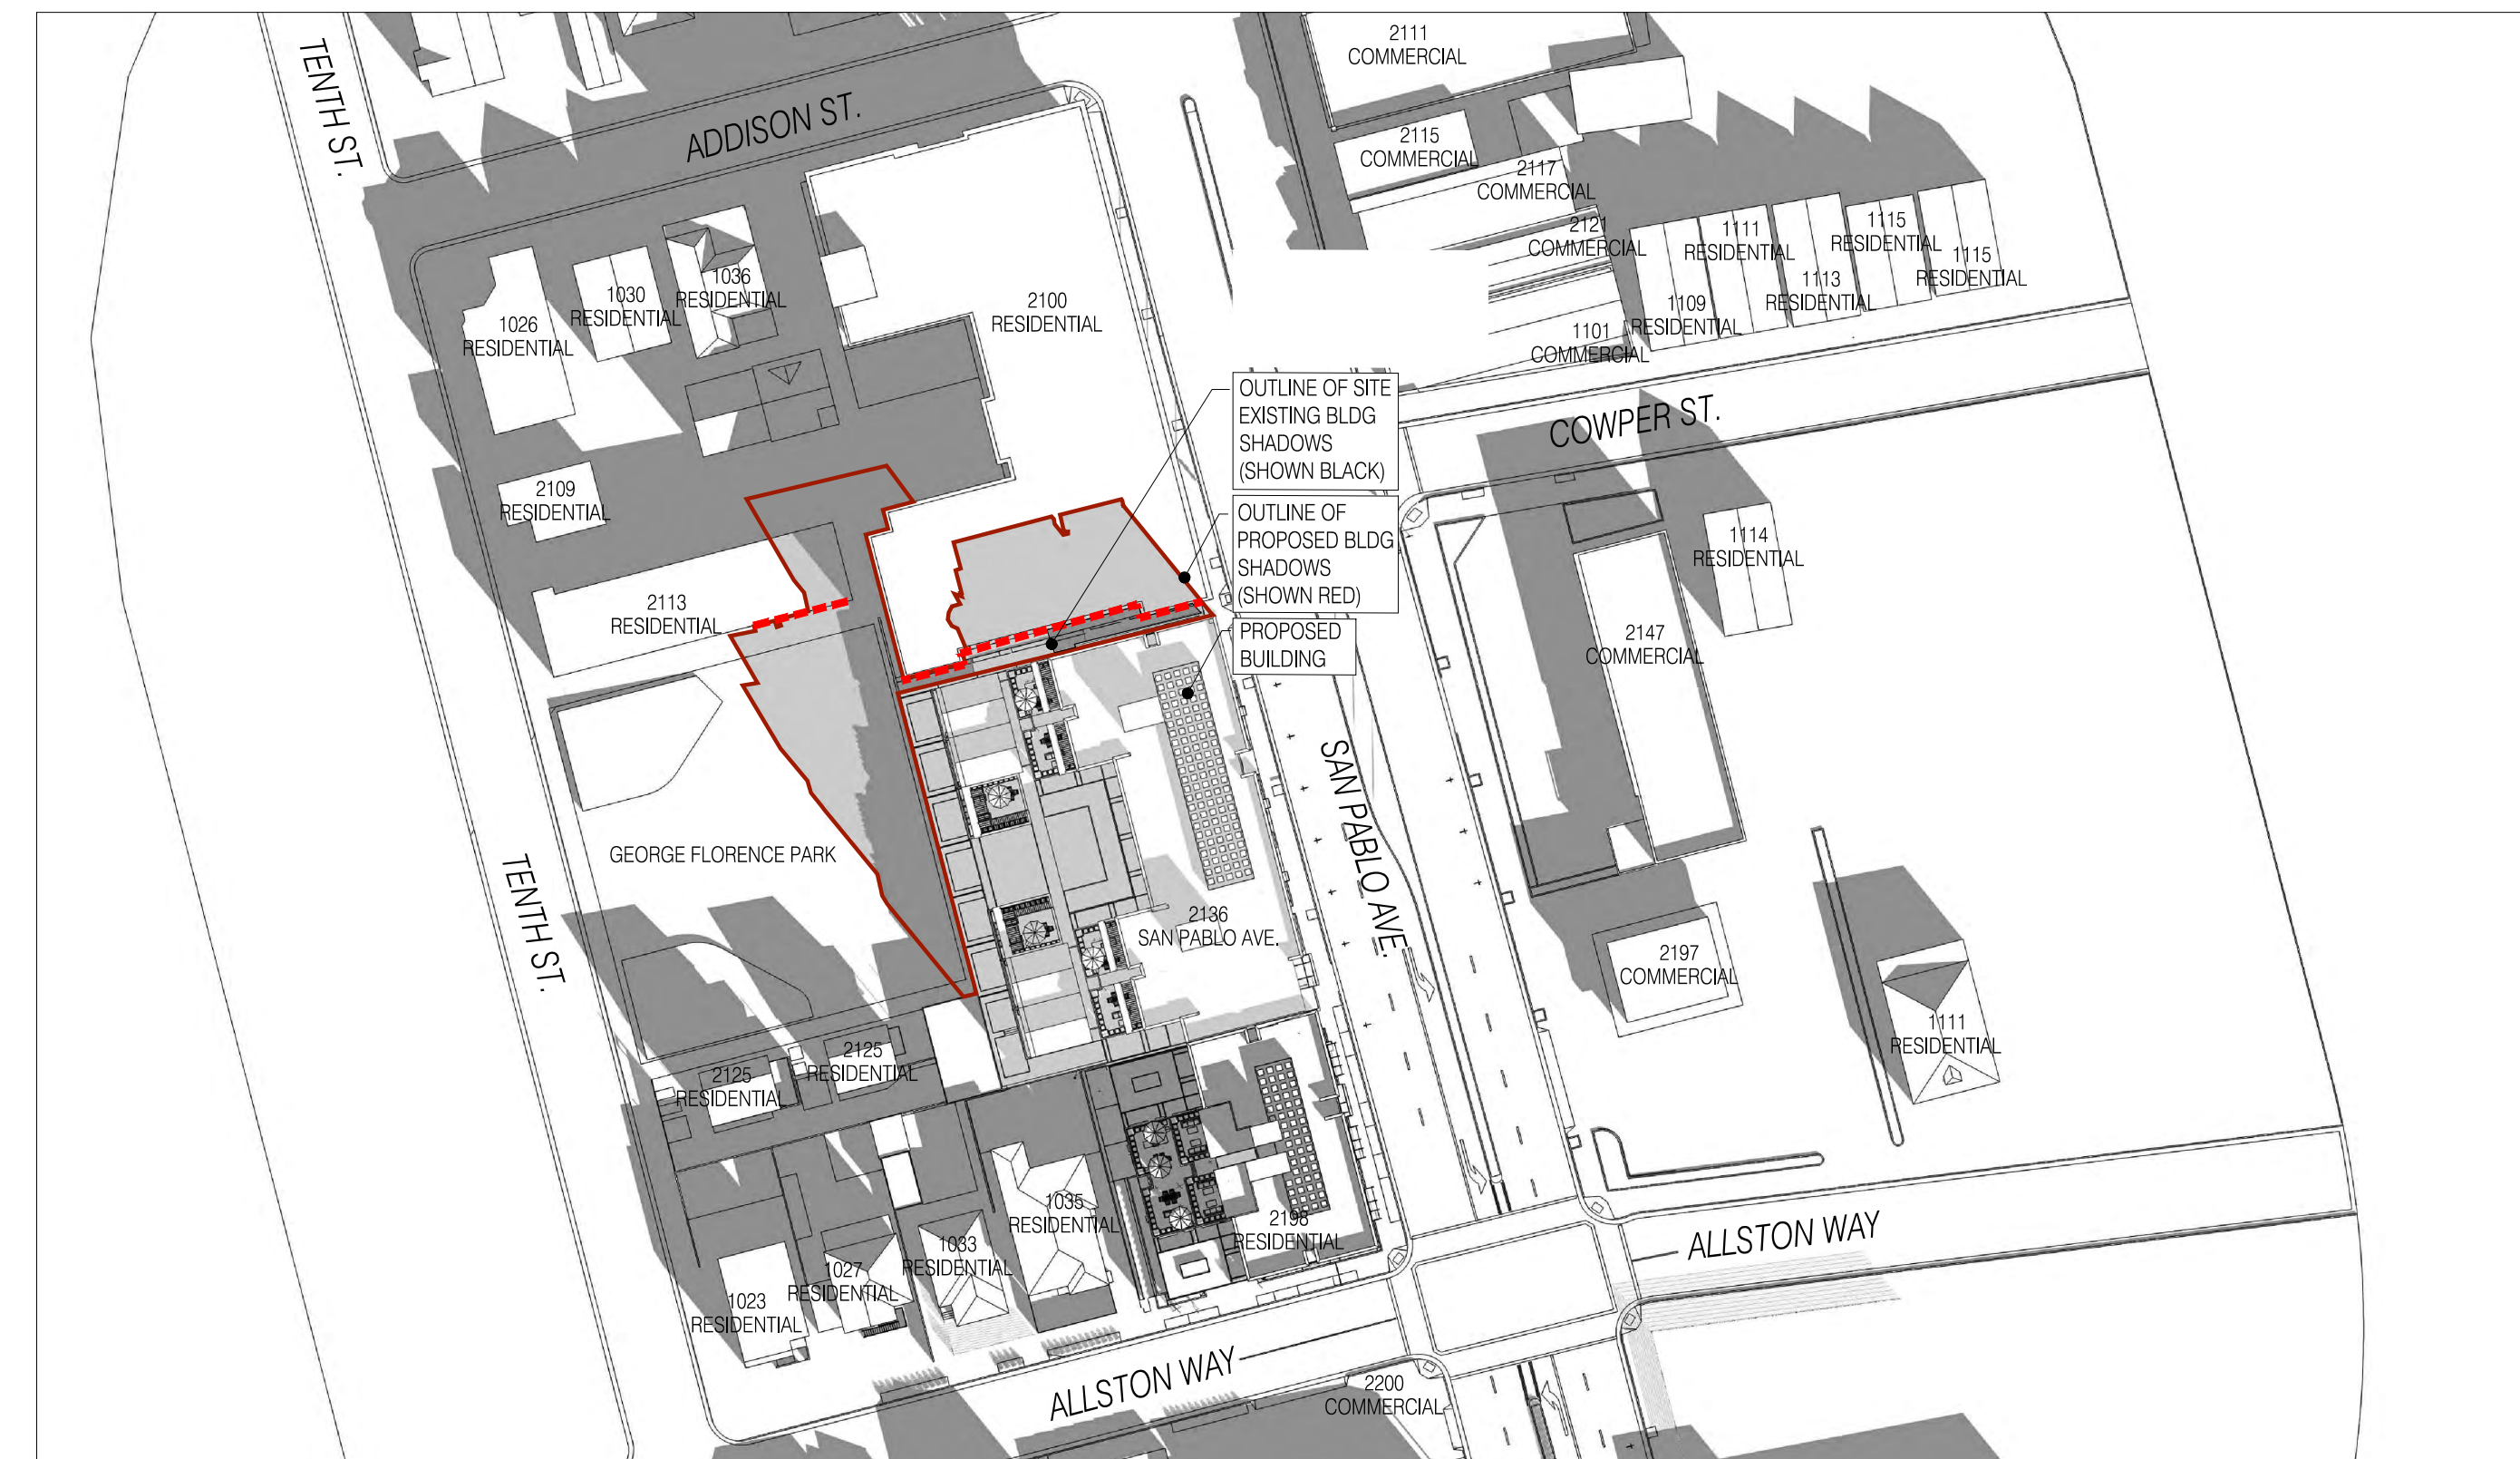 TENTH ST.
ADDISON ST.
2111
COMMERCIAL
2115
COMMERCIAL
2117
COMMERCIAL
2121
COMMERCIAL
1101
COMMERCIAL
1109
RESIDENTIAL
1111
RESIDENTIAL
1113
RESIDENTIAL
1115
RESIDENTIAL
1115
RESIDENTIAL
1026
RESIDENTIAL
1030
RESIDENTIAL
1036
RESIDENTIAL
2100
RESIDENTIAL
OUTLINE OF SITE
EXISTING BLDG
SHADOWS
(SHOWN BLACK)
OUTLINE OF
PROPOSED BLDG
SHADOWS
(SHOWN RED)
PROPOSED
BUILDING
COWPER ST.
2109
RESIDENTIAL
2113
RESIDENTIAL
1114
RESIDENTIAL
2147
COMMERCIAL
GEORGE FLORENCE PARK
SAN PABLO AVE.
TENTH ST.
2136
SAN PABLO AVE.
2197
COMMERCIAL
1111
RESIDENTIAL
2125
RESIDENTIAL
2125
RESIDENTIAL
1035
RESIDENTIAL
1033
RESIDENTIAL
1027
RESIDENTIAL
1023
RESIDENTIAL
2198
RESIDENTIAL
ALLSTON WAY
ALLSTON WAY
2200
COMMERCIAL